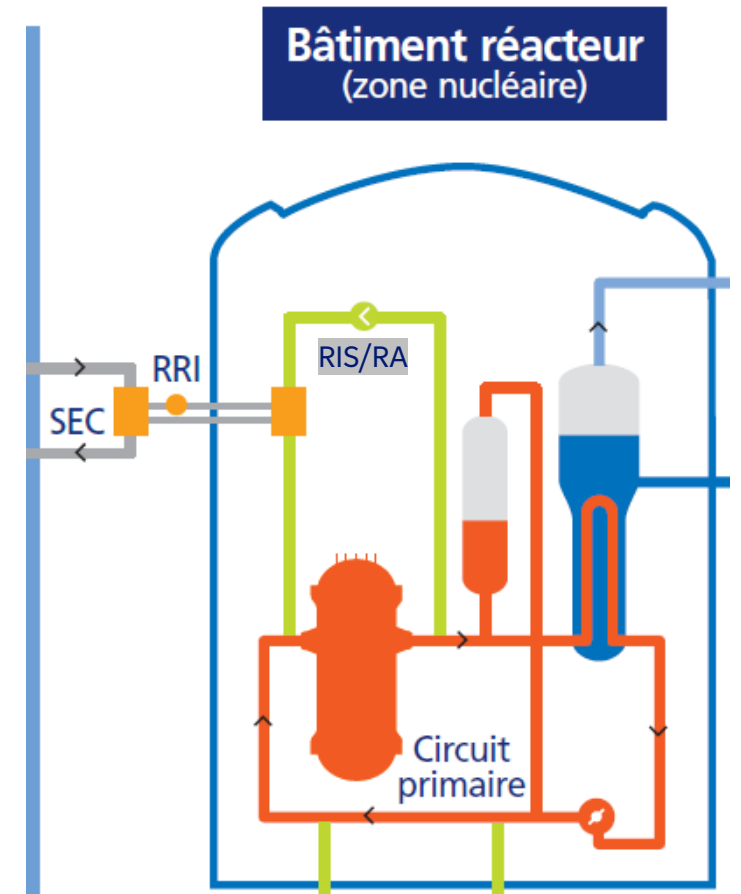 Bâtiment réacteur
(zone nucléaire)
RIS/RA
RRI
SEC
Circuit
primaire